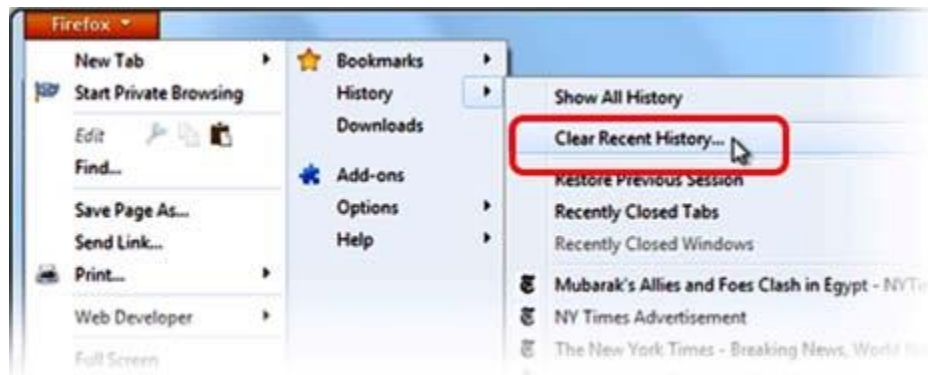 Firefox
New Tab
Start Private Browsing
Edit
Find...
Save Page As...
Send Link...
Print...
Web Developer
Full Screen
Bookmarks
History
Downloads
Add-ons
Options
Help
Show All History
Clear Recent History...
Restore Previous Session
Recently Closed Tabs
Recently Closed Windows
Mubarak's Allies and Foes Clash in Egypt - NYTi
NY Times Advertisement
The New York Times - Breaking News, World